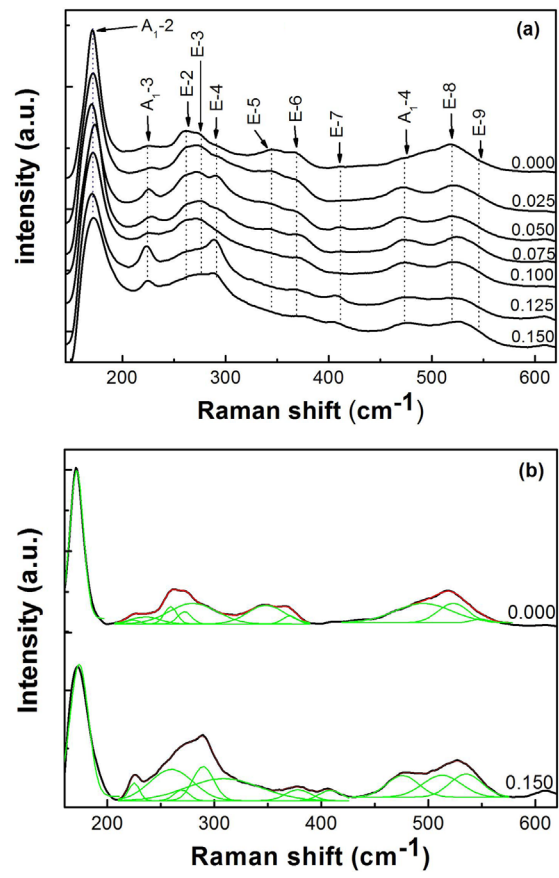 (a)
A₁-2
A₁-3
E-2
E-3
E-4
E-5
E-6
E-7
A₁-4
E-8
E-9
0.000
0.025
0.050
0.075
0.100
0.125
0.150
intensity (a.u.)
200 300 400 500 600
Raman shift (cm⁻¹)
(b)
0.000
0.150
Intensity (a.u.)
200 300 400 500 600
Raman shift (cm⁻¹)